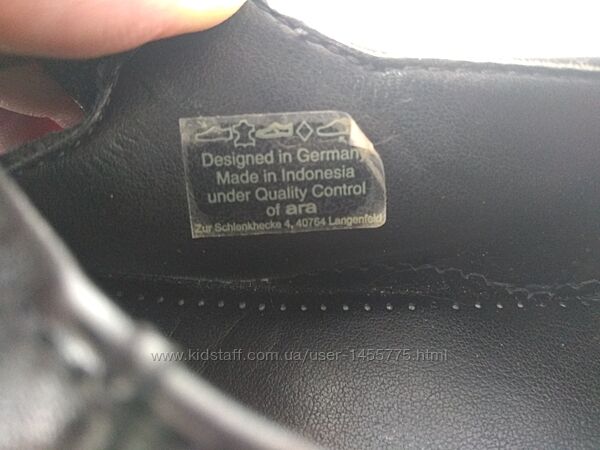 Designed in Germany
Made in Indonesia
under Quality Control
of ara
Zur Schlenkhecke 4, 40764 Langenfeld
www.kidstaff.com.ua/user-1455775.html